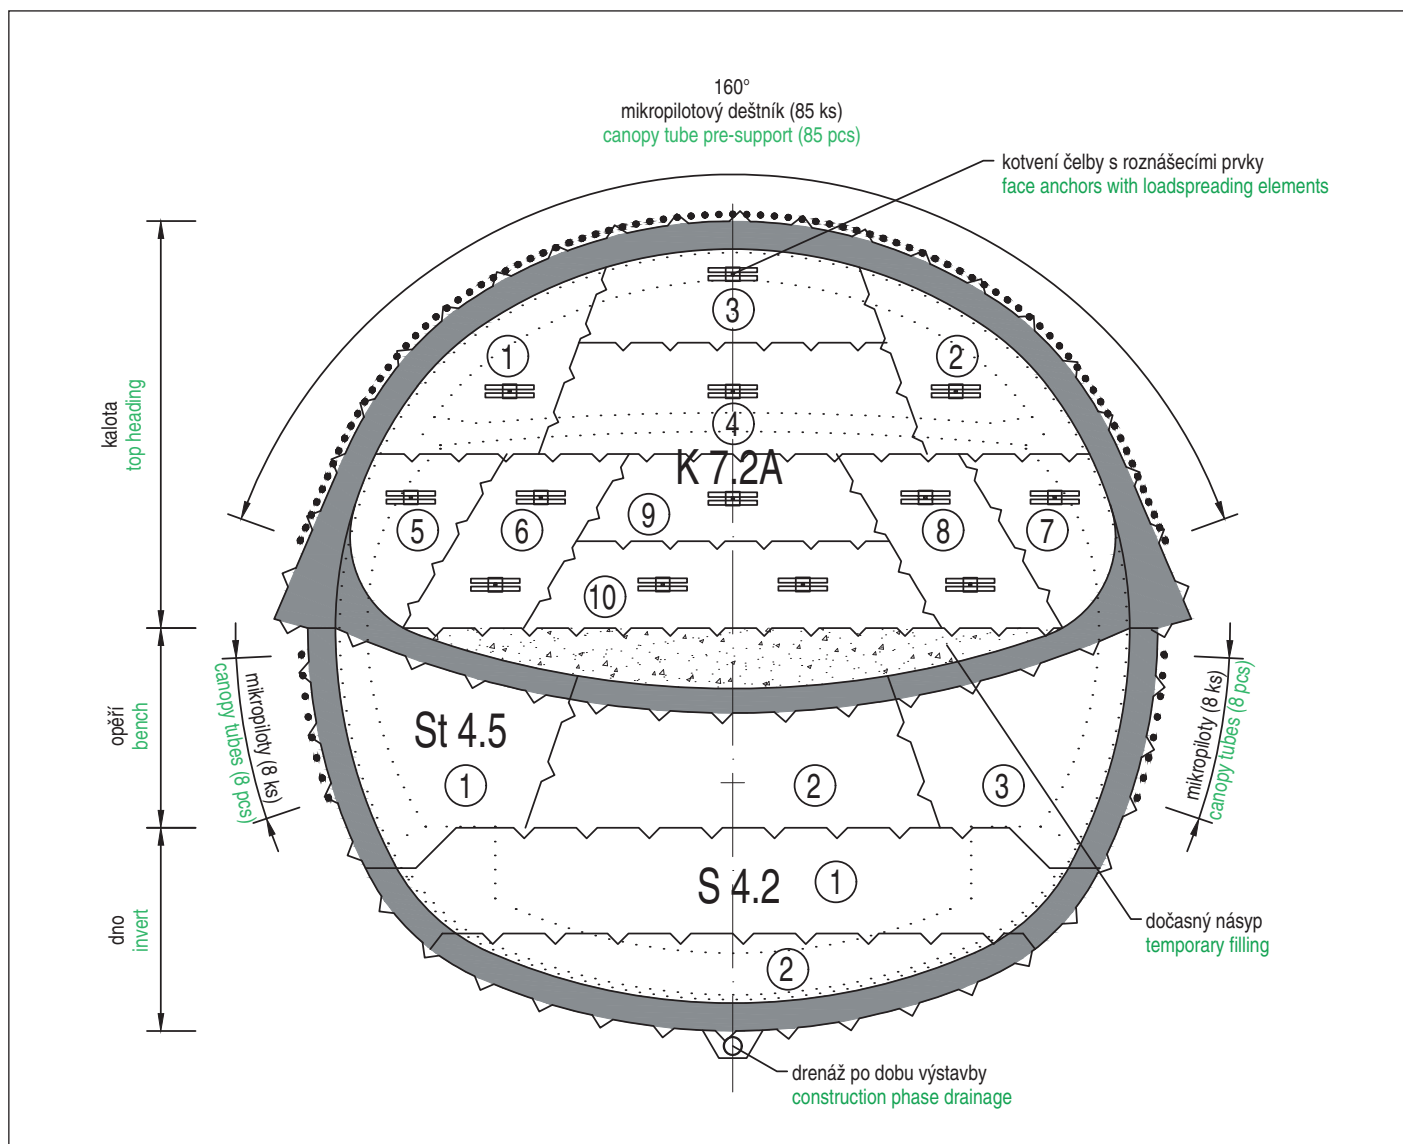 160°
mikropilotový deštník (85 ks)
canopy tube pre-support (85 pcs)
kotvení čelby s roznášecími prvky
face anchors with loadspreading elements
kalota
top heading
3
1
2
4
K 7.2A
5
6
9
8
7
10
opěří
bench
mikropiloty (8 ks)
canopy tubes (8 pcs)
St 4.5
1
2
3
mikropiloty (8 ks)
canopy tubes (8 pcs)
dno
invert
S 4.2
1
2
dočasný násyp
temporary filling
drenáž po dobu výstavby
construction phase drainage